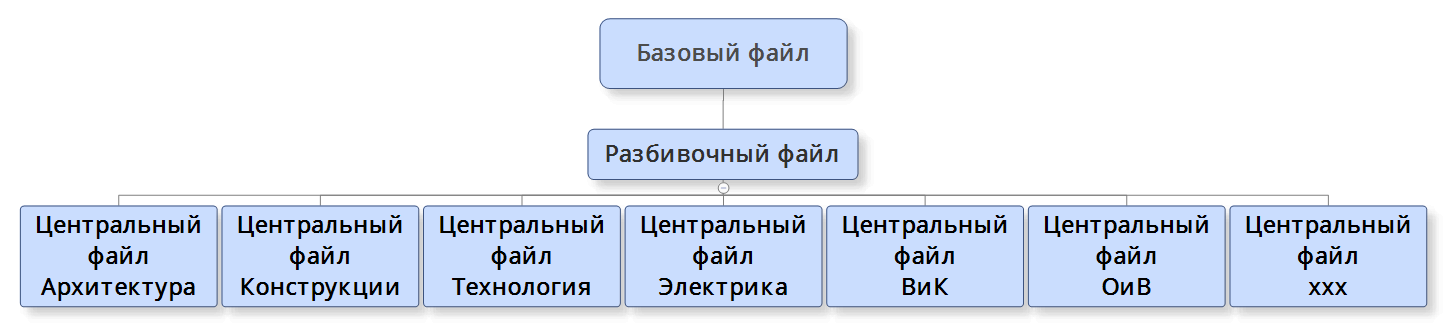 Базовый файл
Разбивочный файл
Центральный
файл
Архитектура
Центральный
файл
Конструкции
Центральный
файл
Технология
Центральный
файл
Электрика
Центральный
файл
ВиК
Центральный
файл
ОиВ
Центральный
файл
ххх